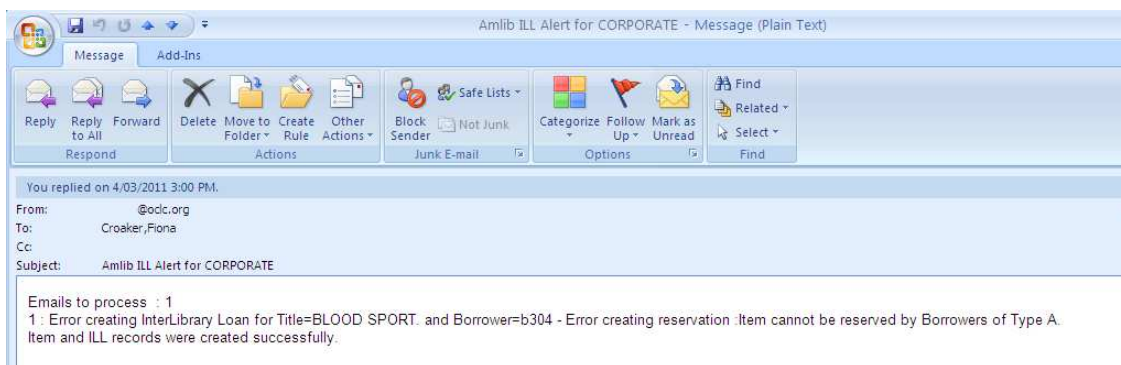 Amlib ILL Alert for CORPORATE - Message (Plain Text)
Message Add-Ins
Reply Reply to All Forward
Respond
Delete Move to Folder Create Rule Other Actions
Actions
Block Sender Safe Lists Not Junk
Junk E-mail
Categorize Follow Up Mark as Unread
Options
Find
Related
Select
Find
You replied on 4/03/2011 3:00 PM.
From: @oclc.org
To: Croaker,Fiona
Cc:
Subject: Amlib ILL Alert for CORPORATE
Emails to process : 1
1 : Error creating InterLibrary Loan for Title=BLOOD SPORT. and Borrower=b304 - Error creating reservation :Item cannot be reserved by Borrowers of Type A.
Item and ILL records were created successfully.